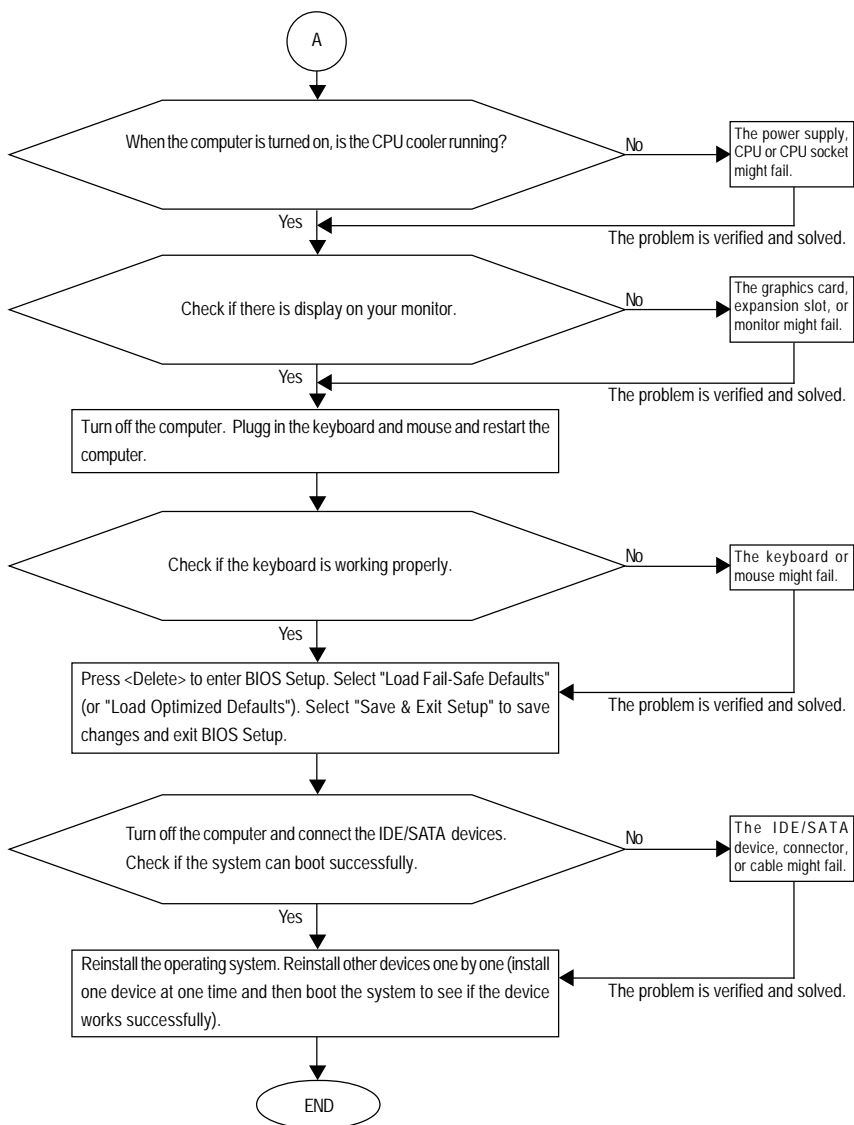 A
When the computer is turned on, is the CPU cooler running?
No
The power supply,
CPU or CPU socket
might fail.
Yes
The problem is verified and solved.
Check if there is display on your monitor.
No
The graphics card,
expansion slot, or
monitor might fail.
Yes
The problem is verified and solved.
Turn off the computer. Plugg in the keyboard and mouse and restart the
computer.
Check if the keyboard is working properly.
No
The keyboard or
mouse might fail.
Yes
Press <Delete> to enter BIOS Setup. Select "Load Fail-Safe Defaults"
(or "Load Optimized Defaults"). Select "Save & Exit Setup" to save
changes and exit BIOS Setup.
The problem is verified and solved.
Turn off the computer and connect the IDE/SATA devices.
Check if the system can boot successfully.
No
The IDE/SATA
device, connector,
or cable might fail.
Yes
Reinstall the operating system. Reinstall other devices one by one (install
one device at one time and then boot the system to see if the device
works successfully).
The problem is verified and solved.
END